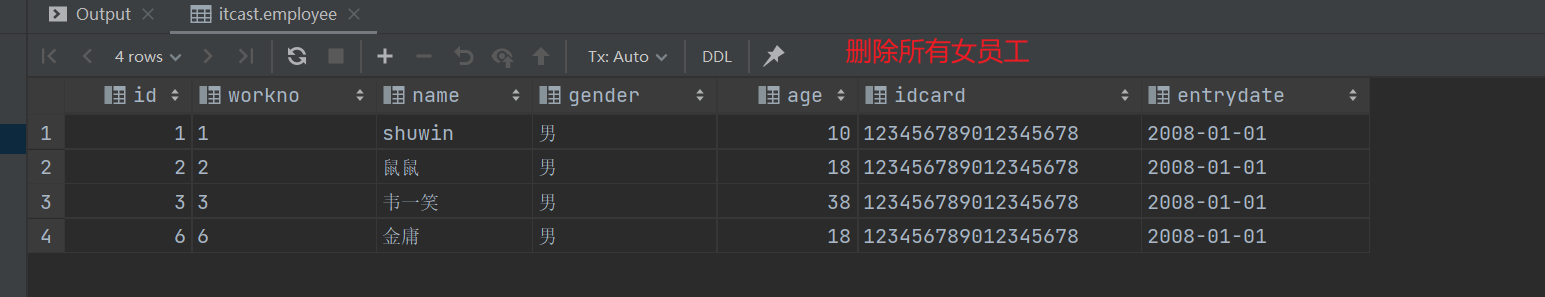 Output itcast.employee
4 rows Tx: Auto DDL 删除所有女员工
id workno name gender age idcard entrydate
1 1 1 shuwin 男 10 123456789012345678 2008-01-01
2 2 2 鼠鼠 男 18 123456789012345678 2008-01-01
3 3 3 韦一笑 男 38 123456789012345678 2008-01-01
4 6 6 金庸 男 18 123456789012345678 2008-01-01